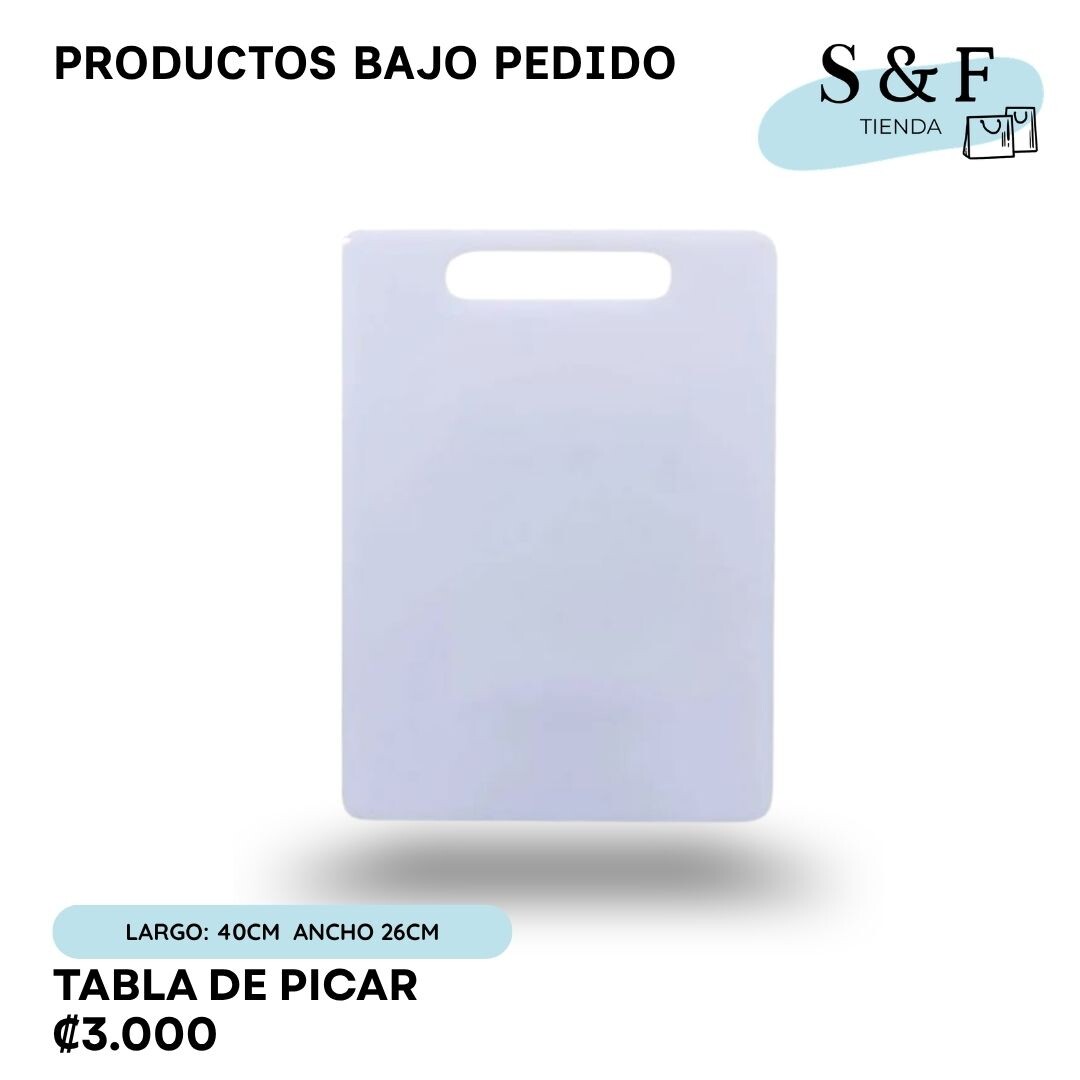 PRODUCTOS BAJO PEDIDO
S & F
TIENDA
LARGO: 40CM ANCHO 26CM
TABLA DE PICAR
₡3.000